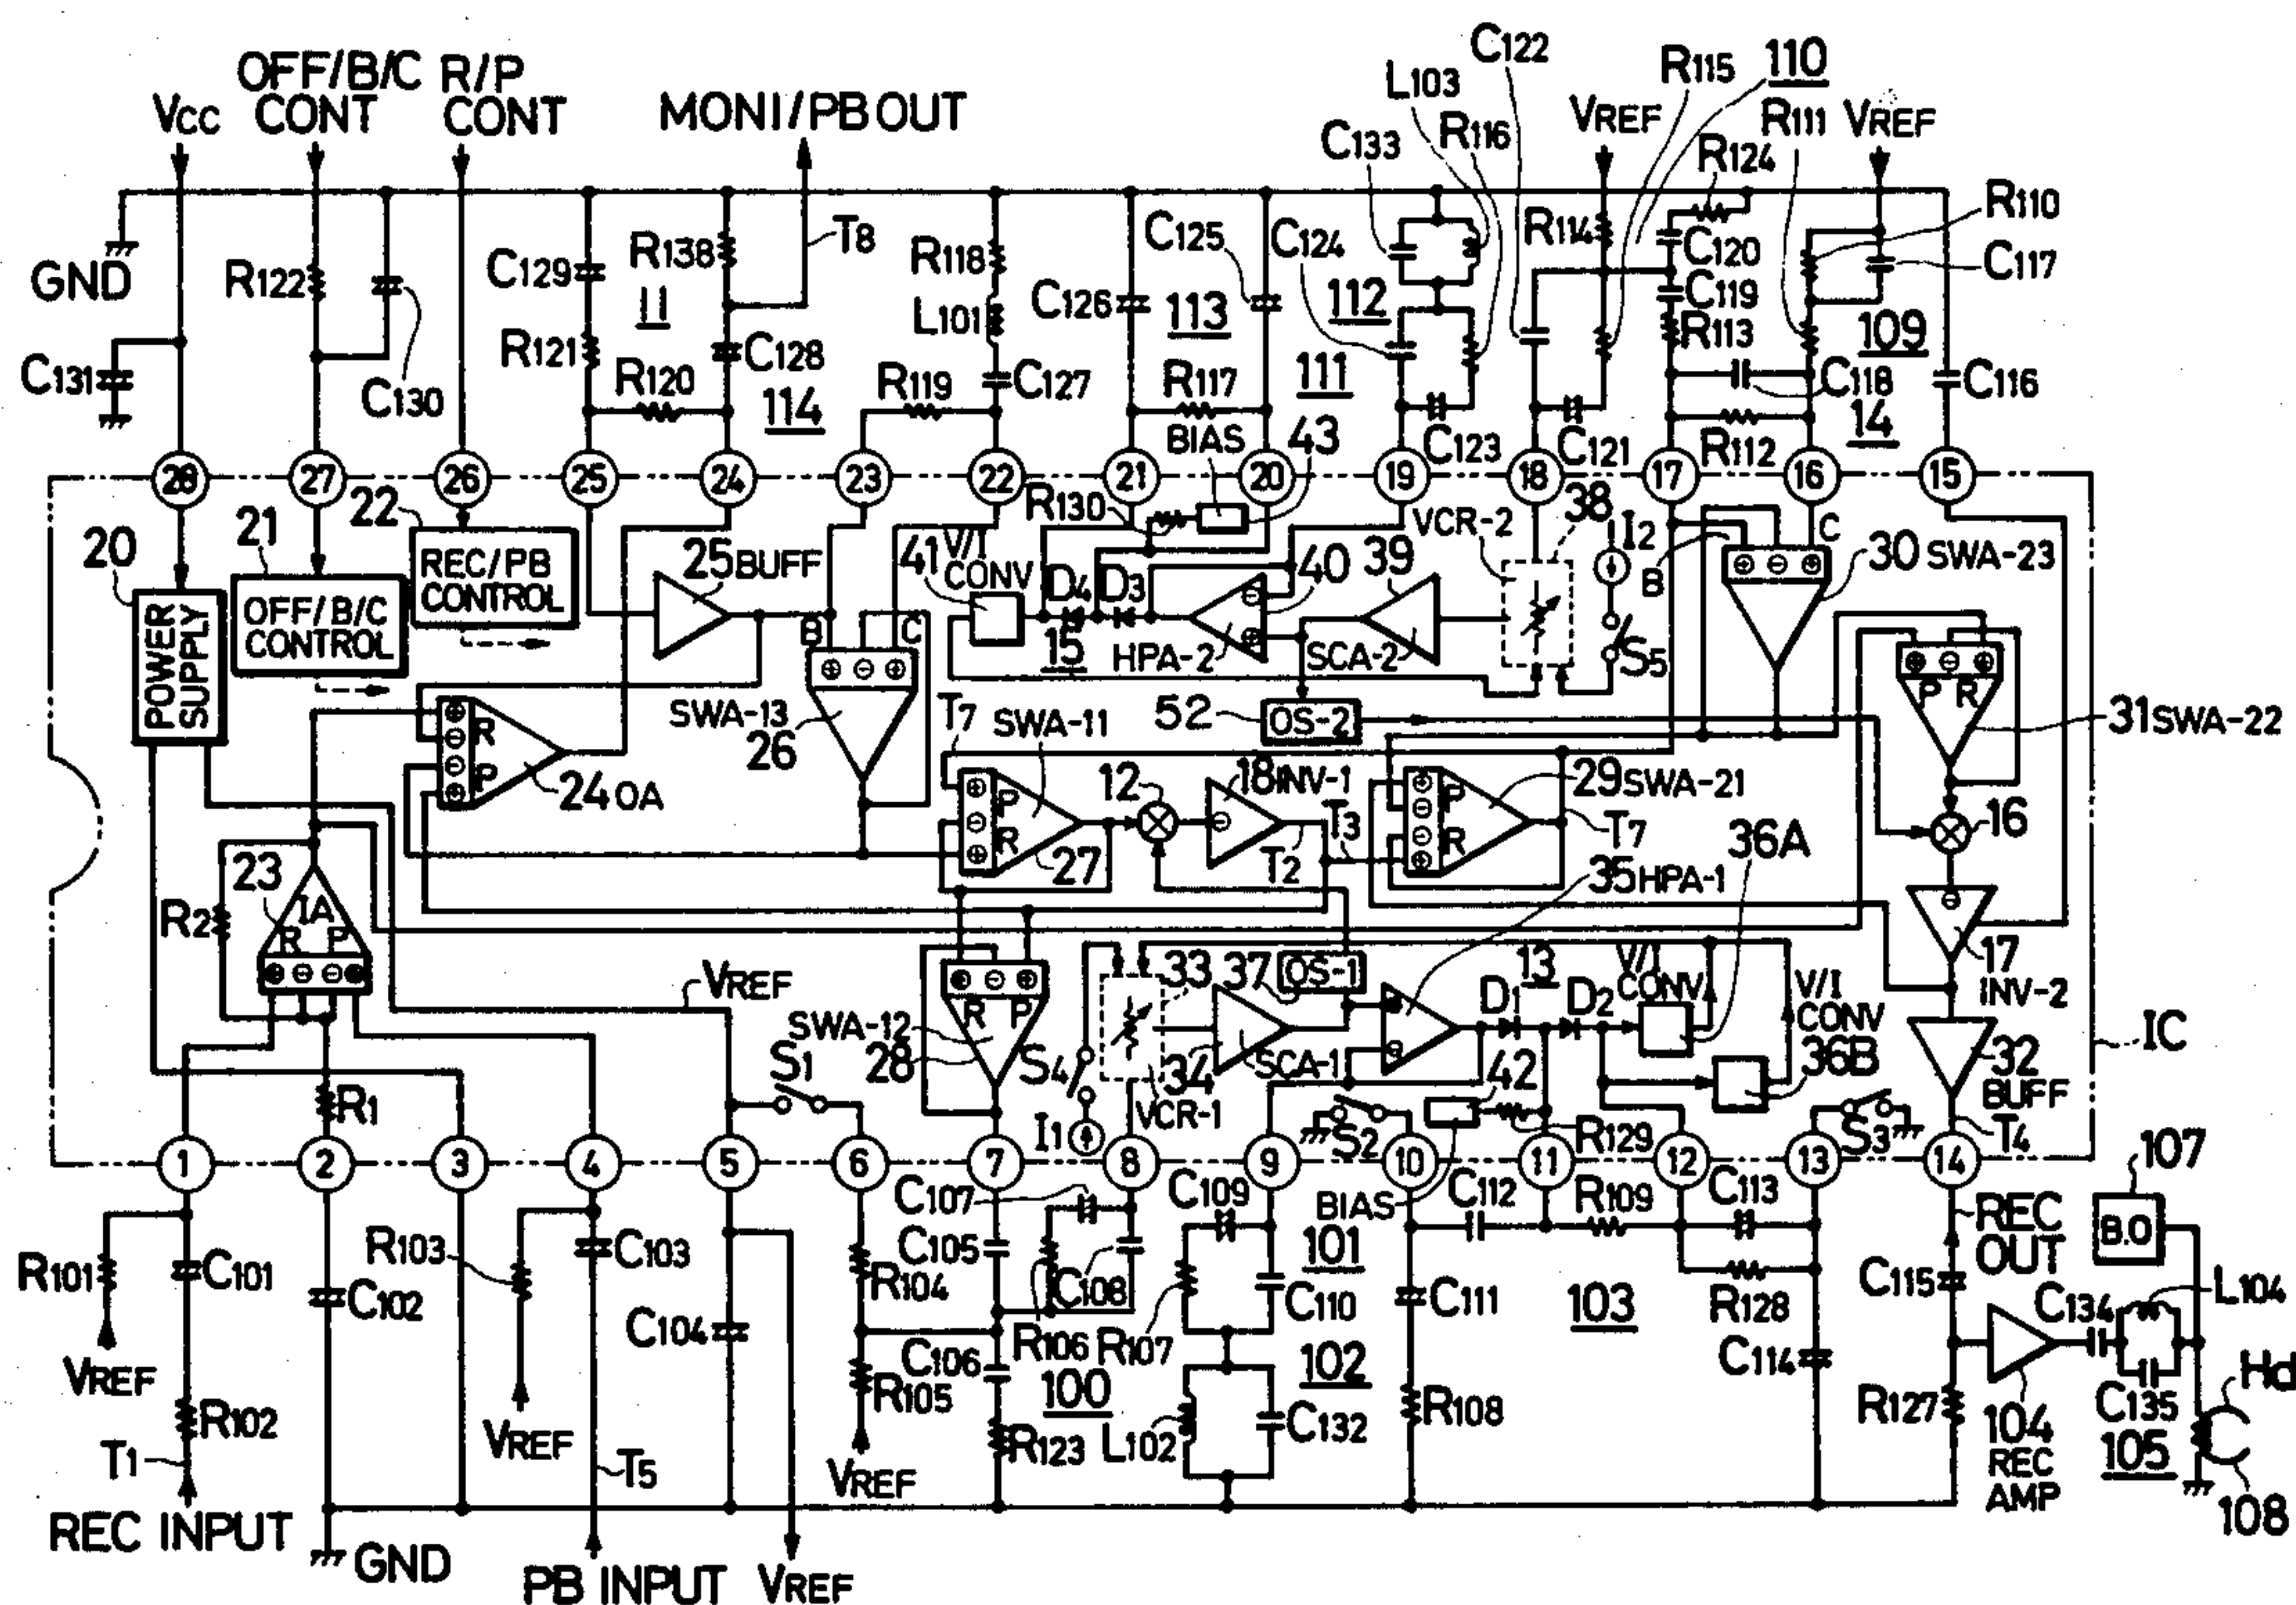 OFF/B/C CONT
R/P CONT
VCC
MONI/PB OUT
C122
L103
R115
110
VREF
R111
VREF
C133
R116
R124
R110
GND
R122
C129
R138
T8
R118
C125
C124
R114
C120
C117
11
L101
C126
113
112
C119
109
C131
C130
R121
R120
C128
R119
C127
R117
111
R113
C118
C116
114
BIAS
43
C123
C121
R112
14
28
27
26
25
24
23
22
21
20
19
18
17
16
15
20
21
22
REC/PB CONTROL
OFF/B/C CONTROL
POWER SUPPLY
25 BUFF
41
V/I CONV
R130
D4
D3
15
40
HPA-2
39
SCA-2
VCR-2
38
I2
S5
B
C
30 SWA-23
B
C
SWA-13
26
52
OS-2
P
R
31 SWA-22
R
P
24 OA
T7
SWA-11
P
R
27
12
18 INV-1
T2
T3
P
R
29 SWA-21
T7
16
36A
35 HPA-1
23
IA
R
P
R2
R1
VREF
S1
SWA-12
28
R
P
S4
I1
33
VCR-1
34
SCA-1
37
OS-1
13
D1
D2
V/I CONV
V/I CONV
36B
42
S2
R129
S3
17
INV-2
32
BUFF
T4
IC
1
2
3
4
5
6
7
8
9
10
11
12
13
14
107
B.O
C107
C109
BIAS
C112
R109
C113
REC OUT
R101
C101
R103
C103
C105
R104
C108
R107
101
C110
C111
103
R128
C115
C134
L104
C102
C104
R106
C106
100
102
C114
Hd
VREF
R102
R105
R123
L102
C132
R108
R127
104
REC AMP
C135
105
T1
VREF
T5
VREF
108
REC INPUT
GND
PB INPUT
VREF